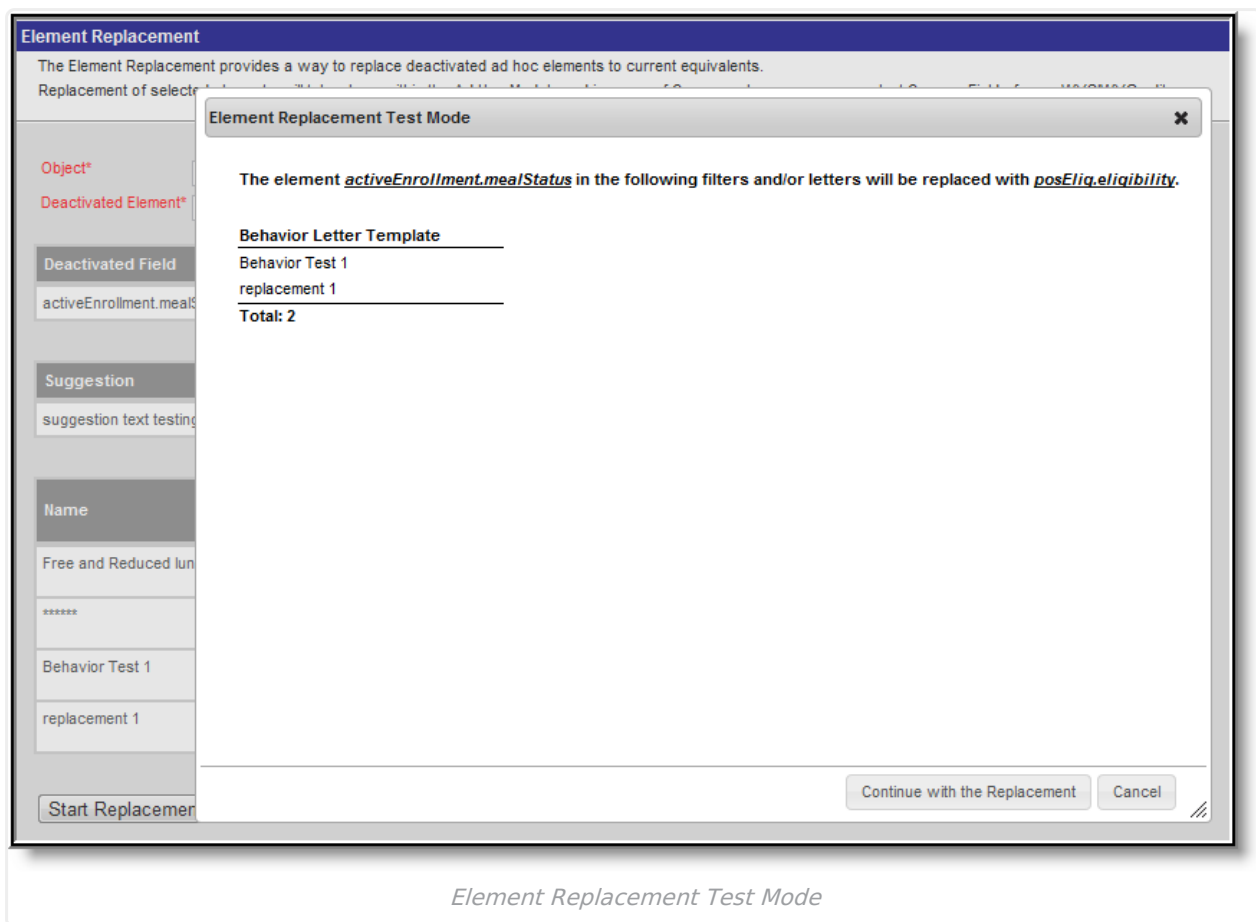 Element Replacement
The Element Replacement provides a way to replace deactivated ad hoc elements to current equivalents.
Replacement of
Element Replacement Test Mode
Object*
The element activeEnrollment.mealStatus in the following filters and/or letters will be replaced with posElig.eligibility.
Deactivated Element*
Behavior Letter Template
Deactivated Field
Behavior Test 1
replacement 1
activeEnrollment.meal
Total: 2
Suggestion
suggestion text testing
Name
Free and Reduced lun
******
Behavior Test 1
replacement 1
Continue with the Replacement
Cancel
Start Replacemen
Element Replacement Test Mode